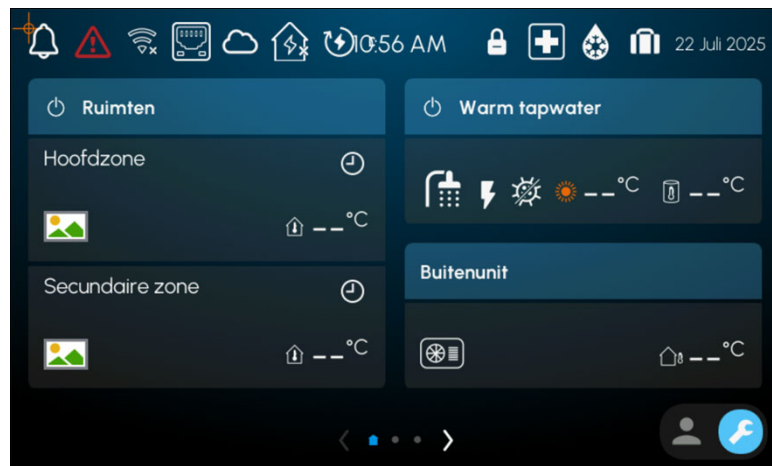 10:56 AM
22 Juli 2025
Ruimten
Warm tapwater
Hoofdzone
--°C
--°C
--°C
Secundaire zone
Buitenunit
--°C
--°C